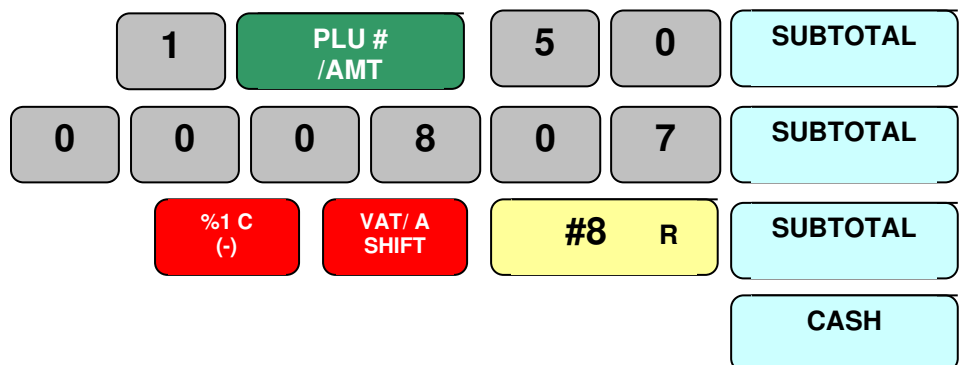 1 PLU # /AMT 5 0 SUBTOTAL
0 0 0 8 0 7 SUBTOTAL
%1 C (-) VAT/ A SHIFT #8 R SUBTOTAL
CASH